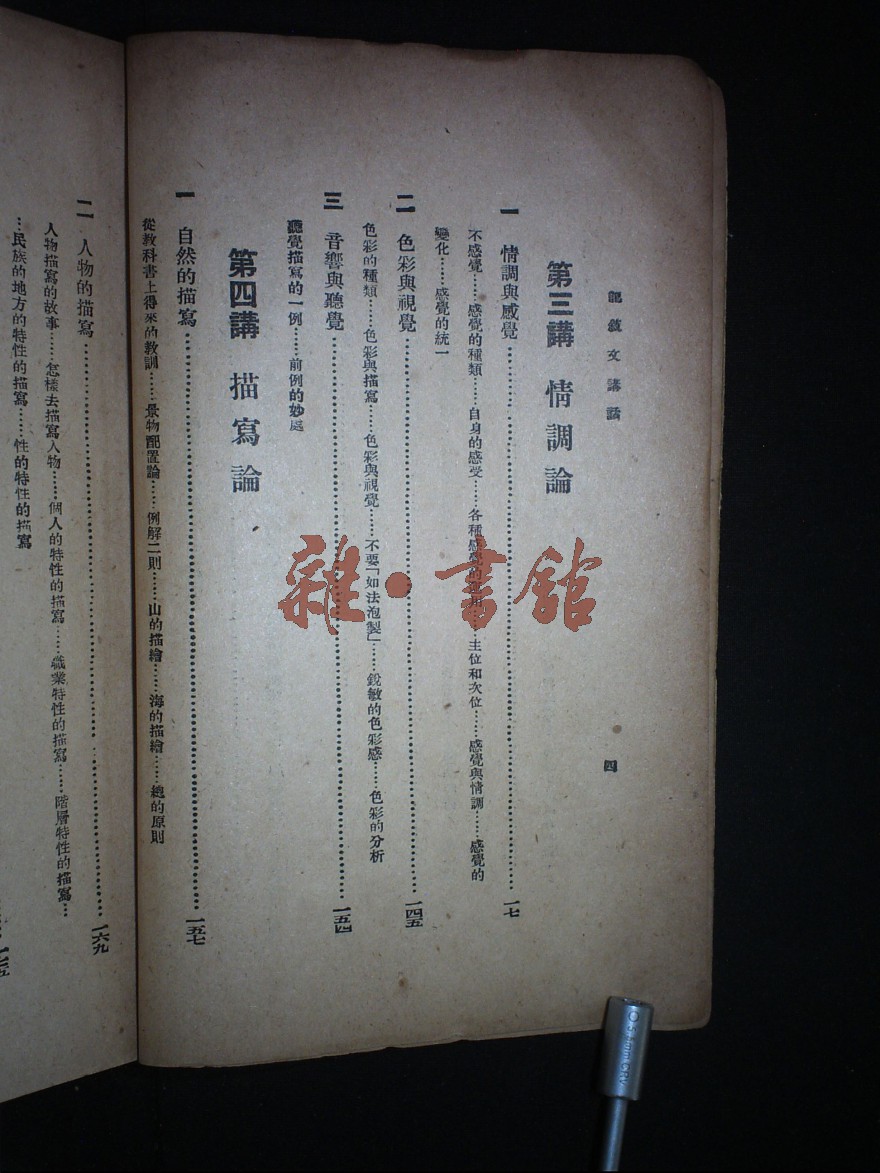 記敘文講話
四
第三講 情調論
一 情調與感覺……一一七
不感覺……感覺的種類……自身的感受……各種感覺的運用……主位和次位……感覺與情調……感覺的
變化……感覺的統一
二 色彩與視覺……一四五
色彩的種類……色彩與描寫……色彩與視覺……不要「如法泡製」……銳敏的色彩感……色彩的分析
三 音響與聽覺……一五四
聽覺描寫的一例……前例的妙處
第四講 描寫論
一 自然的描寫……一五七
從教科書上得來的教訓……景物配置論……例解二則……山的描繪……海的描繪……總的原則
二 人物的描寫……一六九
人物描寫的故事……怎樣去描寫人物……個人的特性的描寫……職業特性的描寫……階層特性的描寫…
…民族的地方的特性的描寫……性的特性的描寫
雜·書館